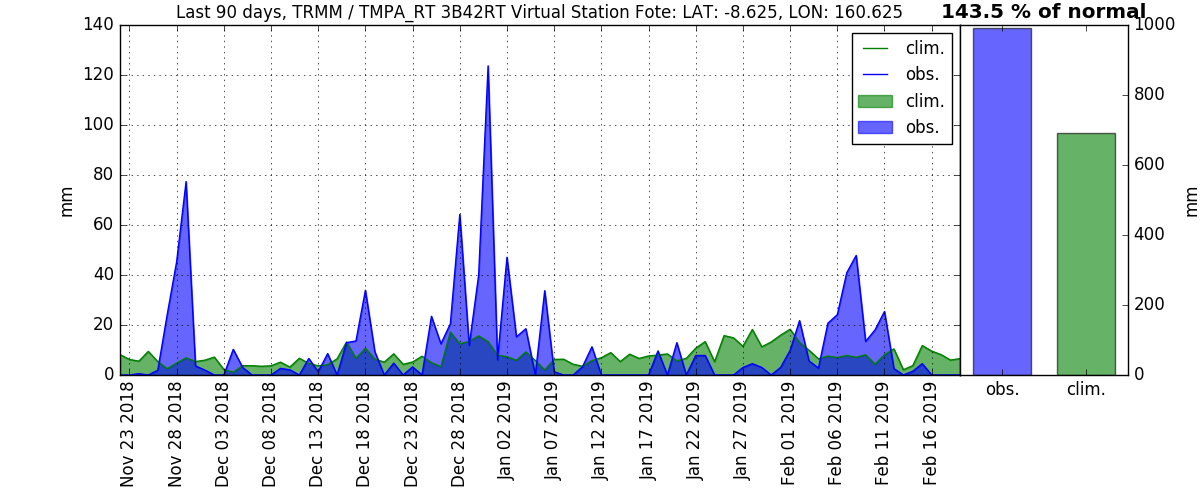 Last 90 days, TRMM / TMPA_RT 3B42RT Virtual Station Fote: LAT: -8.625, LON: 160.625
143.5 % of normal
140
120
100
80
60
40
20
0
mm
clim.
obs.
clim.
obs.
1000
800
600
400
200
0
mm
Nov 23 2018
Nov 28 2018
Dec 03 2018
Dec 08 2018
Dec 13 2018
Dec 18 2018
Dec 23 2018
Dec 28 2018
Jan 02 2019
Jan 07 2019
Jan 12 2019
Jan 17 2019
Jan 22 2019
Jan 27 2019
Feb 01 2019
Feb 06 2019
Feb 11 2019
Feb 16 2019
obs.
clim.